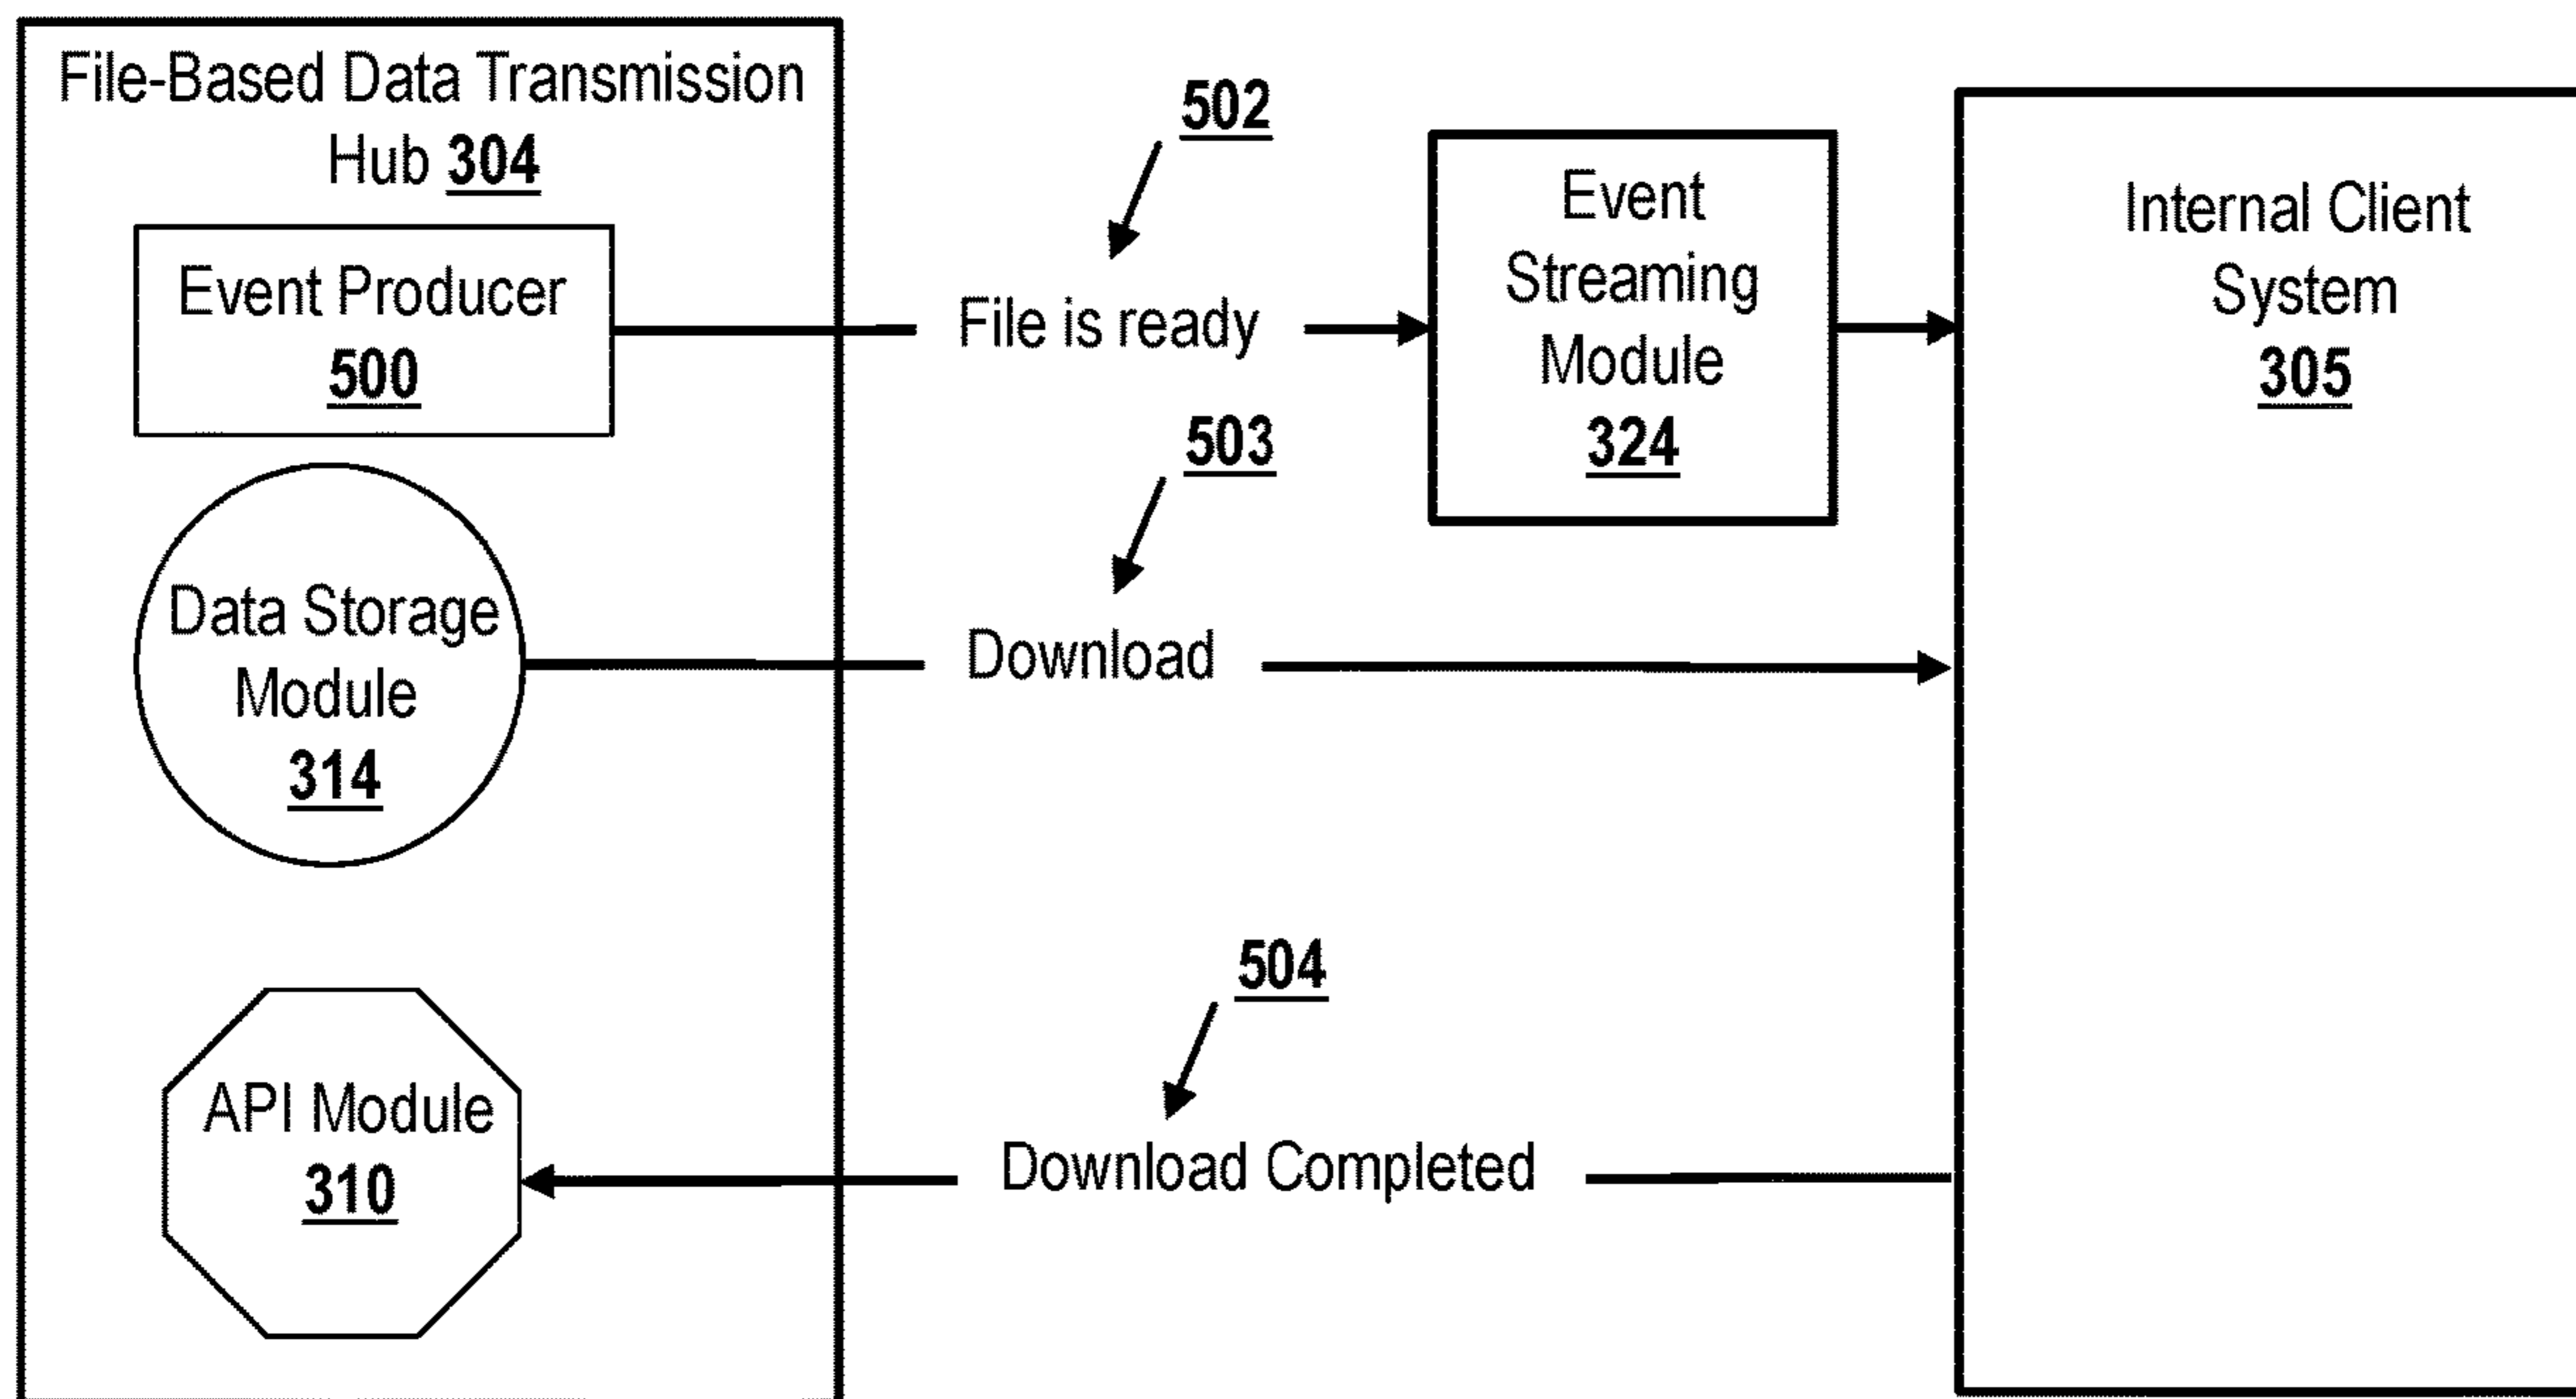 File-Based Data Transmission
Hub 304
Event Producer
500
502
File is ready
Event
Streaming
Module
324
Internal Client
System
305
503
Data Storage
Module
314
Download
504
API Module
310
Download Completed